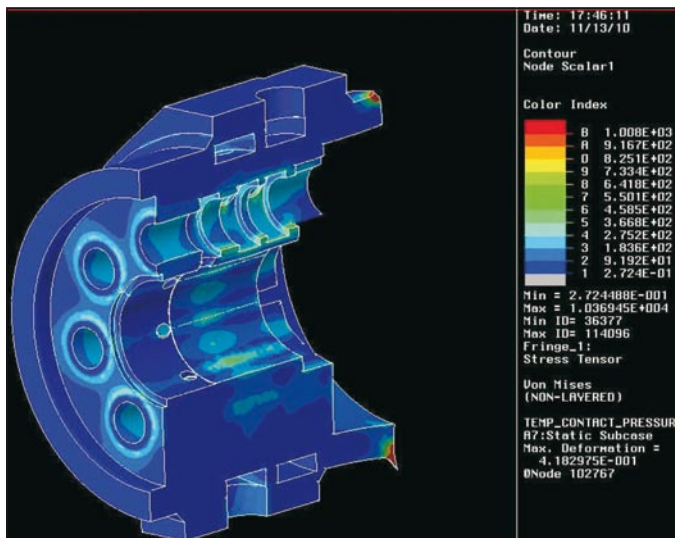 Time: 17:46:11
Date: 11/13/10
Contour
Node Scalar1
Color Index
B 1.008E+03
A 9.167E+02
0 8.251E+02
9 7.334E+02
8 6.418E+02
7 5.501E+02
6 4.585E+02
5 3.668E+02
4 2.752E+02
3 1.836E+02
2 9.192E+01
1 2.724E-01
Min = 2.724488E-001
Max = 1.036945E+004
Min ID= 36377
Max ID= 114096
Fringe_1:
Stress Tensor
Von Mises
(NON-LAYERED)
TEMP_CONTACT_PRESSUR
A7:Static Subcase
Max. Deformation =
4.182975E-001
@Node 102767